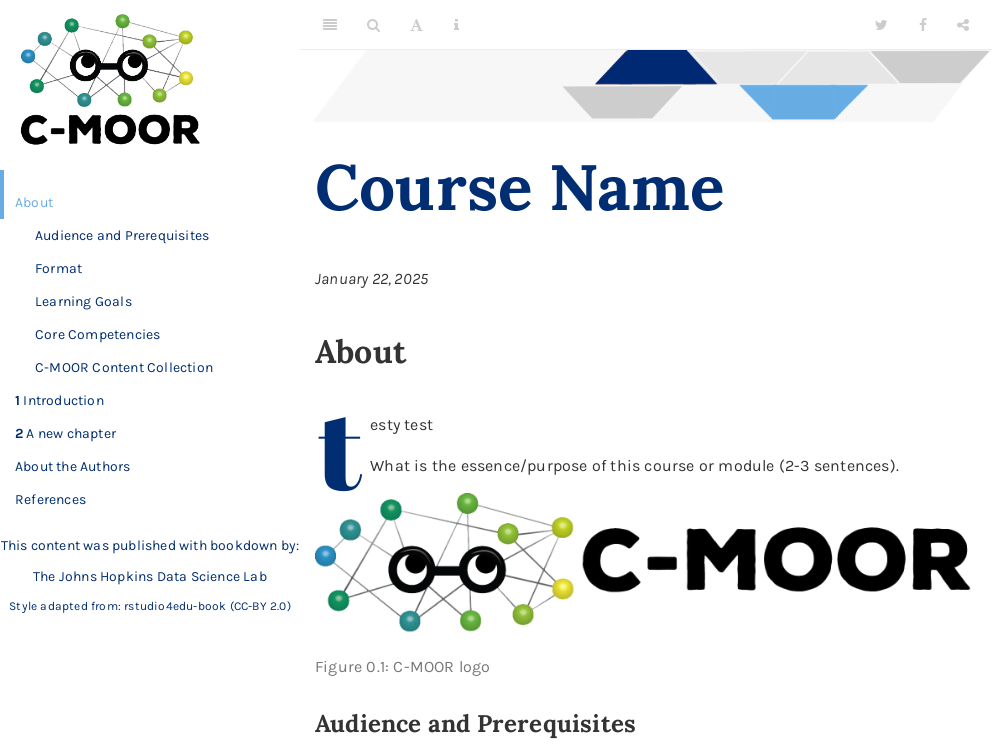 C-MOOR
About
Audience and Prerequisites
Format
Learning Goals
Core Competencies
C-MOOR Content Collection
1 Introduction
2 A new chapter
About the Authors
References
This content was published with bookdown by:
The Johns Hopkins Data Science Lab
Style adapted from: rstudio4edu-book (CC-BY 2.0)
A
Course Name
January 22, 2025
About
testy test
What is the essence/purpose of this course or module (2-3 sentences).
C-MOOR
Figure 0.1: C-MOOR logo
Audience and Prerequisites